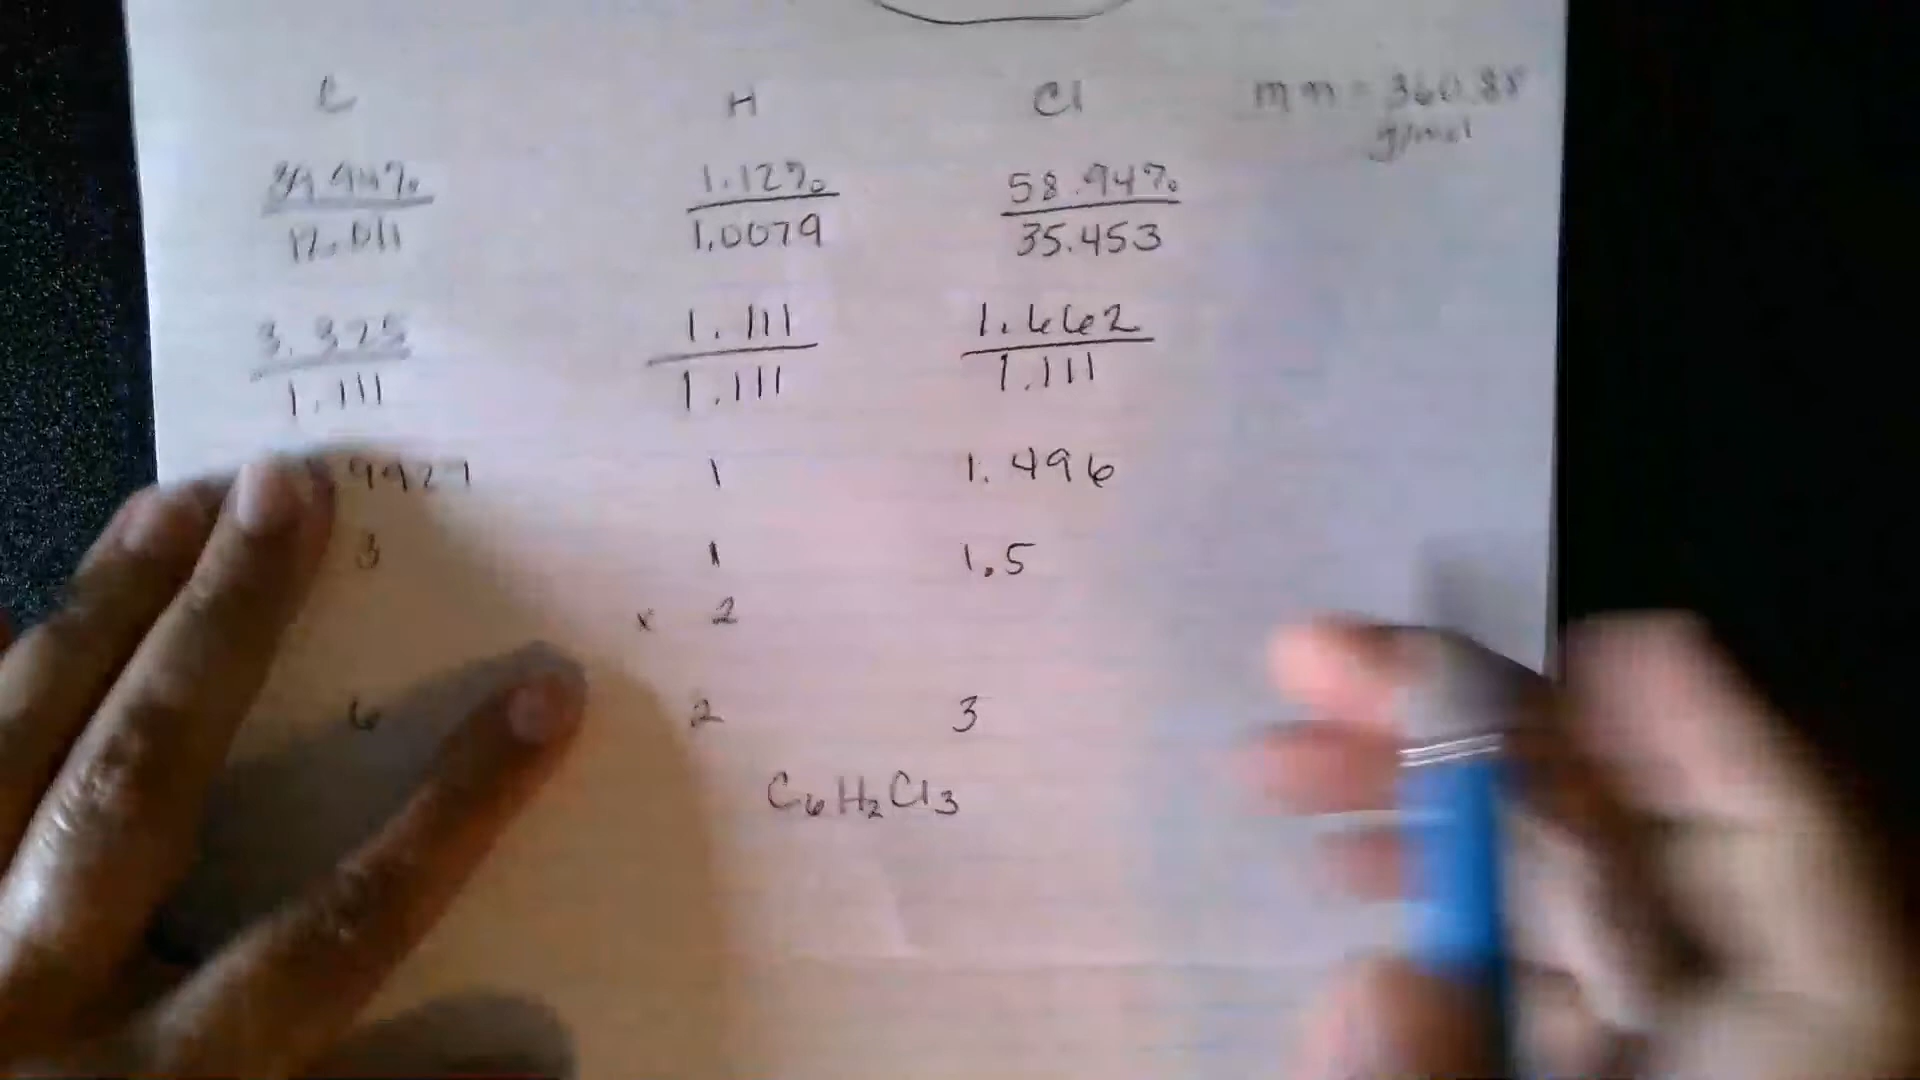 C H Cl mm = 360.88
g/mol
39.94% 1.12% 58.94%
12.011 1.0079 35.453
3.325 1.111 1.662
1.111 1.111 1.111
1 1.496
3 1 1.5
x 2
6 2 3
C6H2Cl3